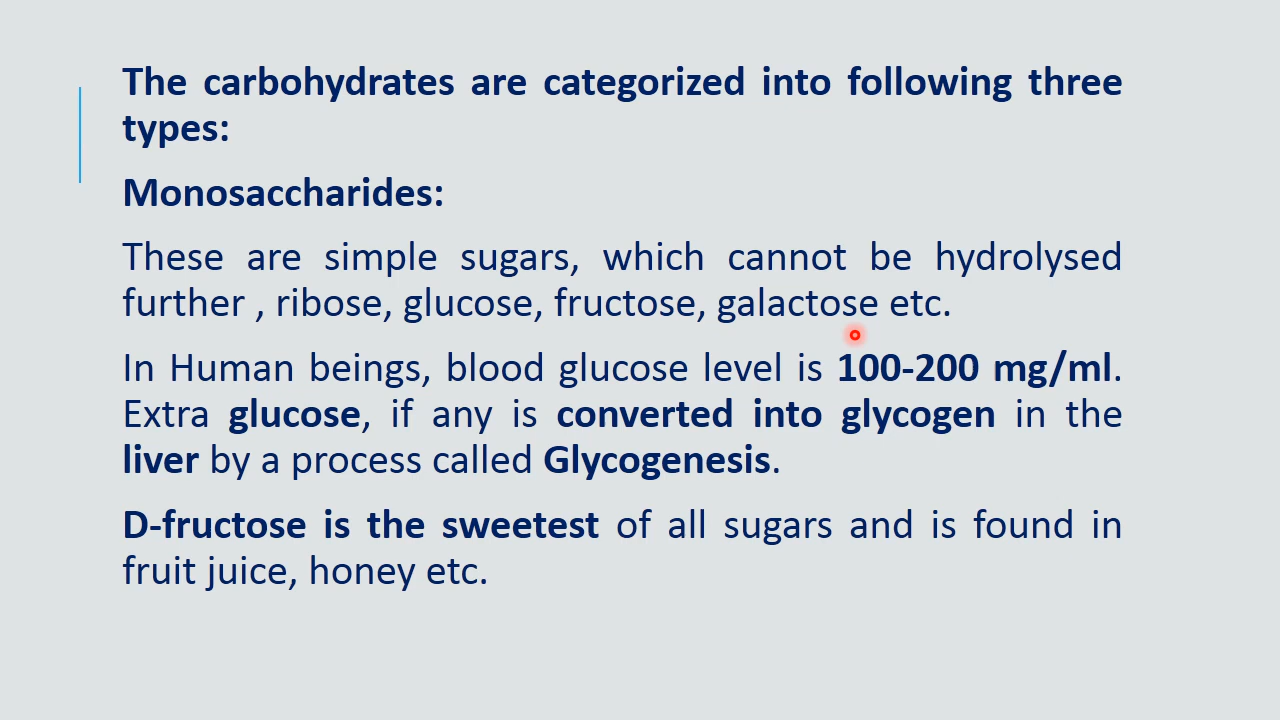 The carbohydrates are categorized into following three
types:
Monosaccharides:
These are simple sugars, which cannot be hydrolysed
further , ribose, glucose, fructose, galactose etc.
In Human beings, blood glucose level is 100-200 mg/ml.
Extra glucose, if any is converted into glycogen in the
liver by a process called Glycogenesis.
D-fructose is the sweetest of all sugars and is found in
fruit juice, honey etc.